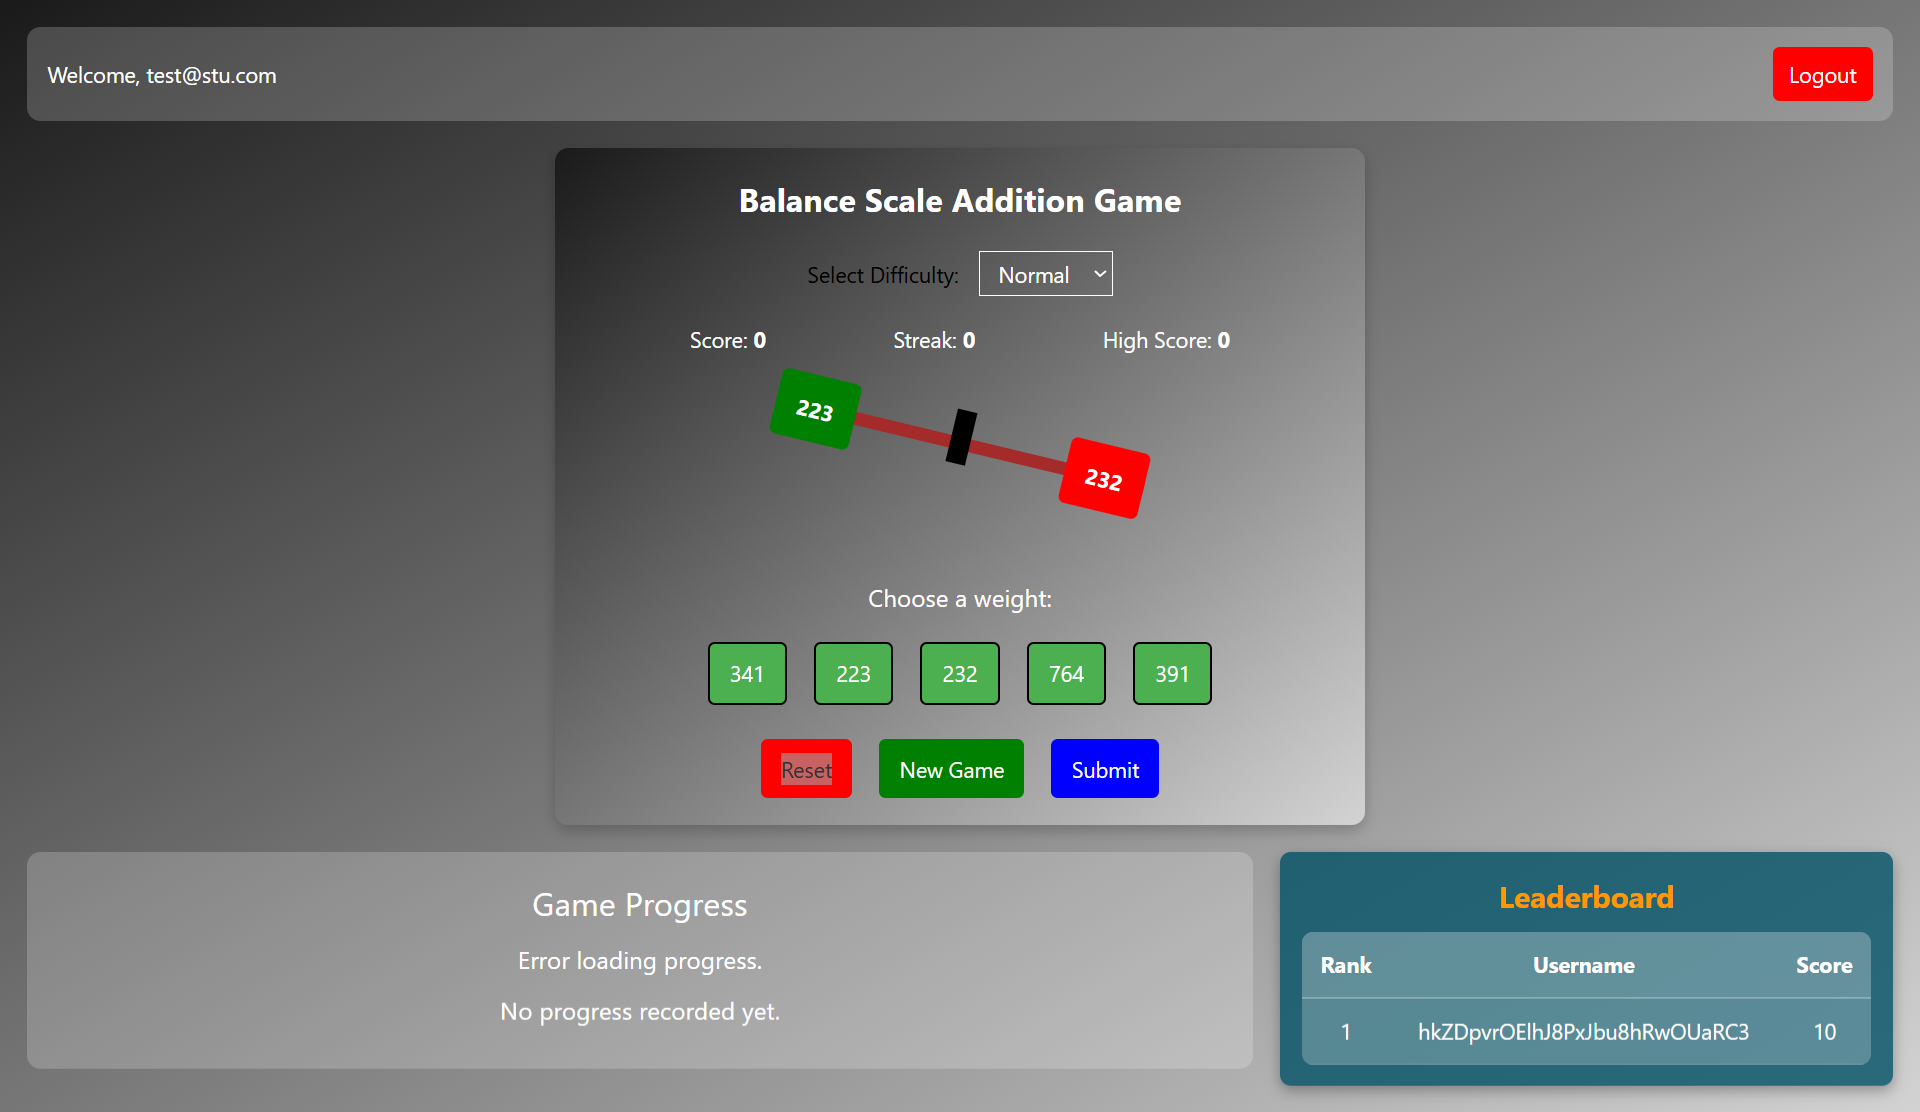 Welcome, test@stu.com
Logout
Balance Scale Addition Game
Select Difficulty: Normal
Score: 0 Streak: 0 High Score: 0
223
232
Choose a weight:
341 223 232 764 391
Reset New Game Submit
Game Progress
Error loading progress.
No progress recorded yet.
Leaderboard
Rank Username Score
1 hkZDpvrOElhJ8PxJbu8hRwOUaRC3 10